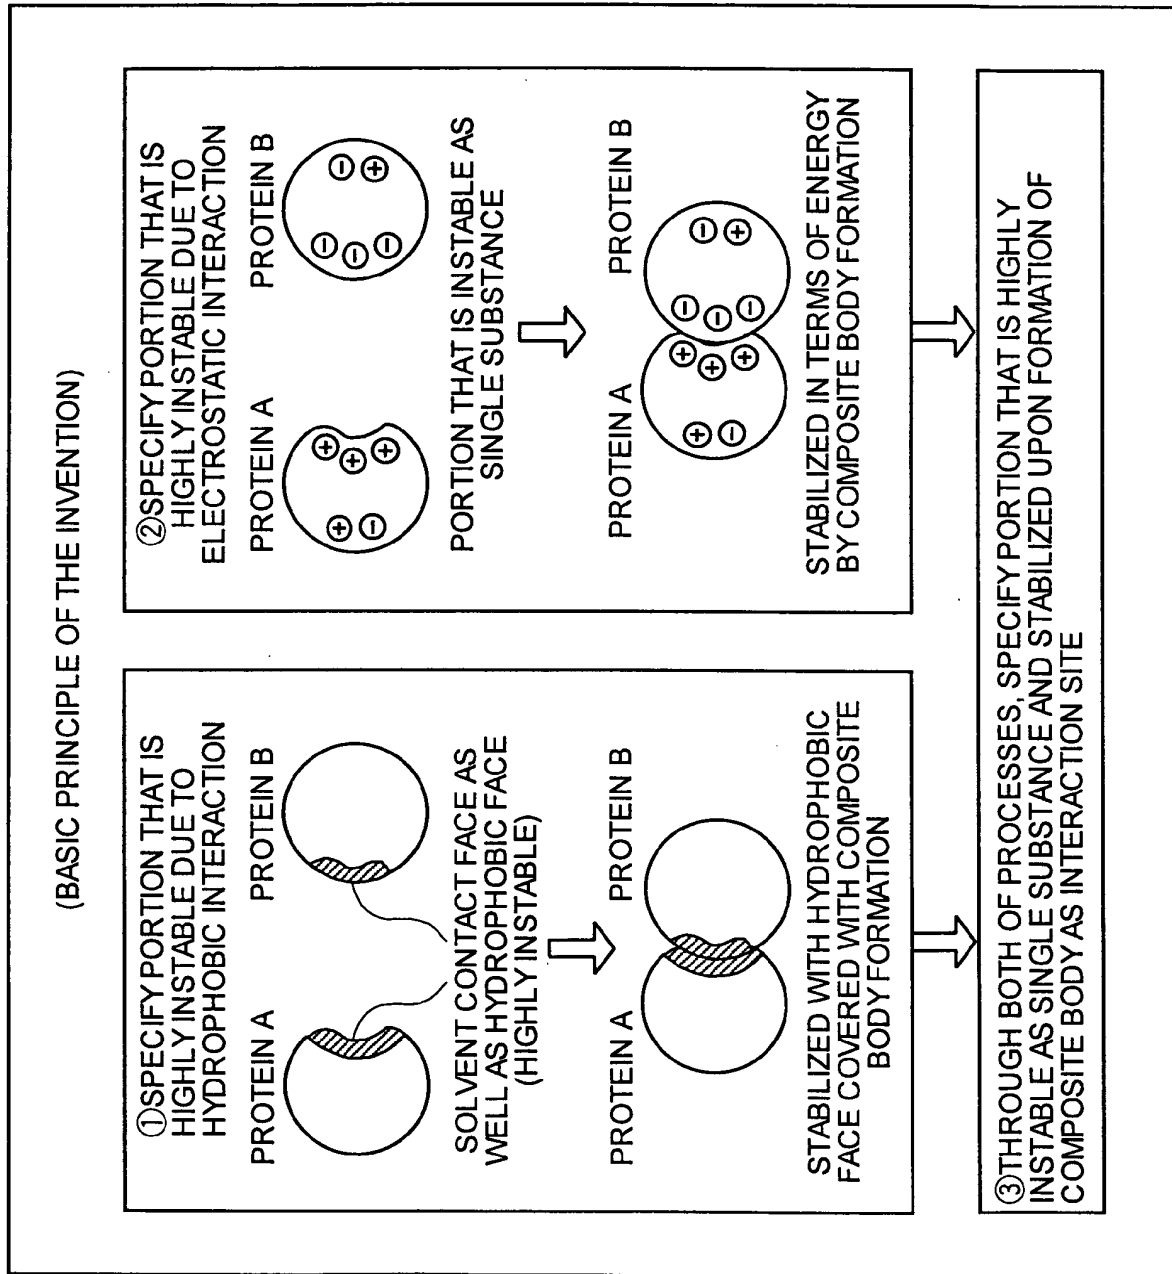 (BASIC PRINCIPLE OF THE INVENTION)
①SPECIFY PORTION THAT IS
HIGHLY INSTABLE DUE TO
HYDROPHOBIC INTERACTION
PROTEIN A
PROTEIN B
SOLVENT CONTACT FACE AS
WELL AS HYDROPHOBIC FACE
(HIGHLY INSTABLE)
PROTEIN A
PROTEIN B
STABILIZED WITH HYDROPHOBIC
FACE COVERED WITH COMPOSITE
BODY FORMATION
②SPECIFY PORTION THAT IS
HIGHLY INSTABLE DUE TO
ELECTROSTATIC INTERACTION
PROTEIN A
PROTEIN B
+ + + + −
− − − − +
PORTION THAT IS INSTABLE AS
SINGLE SUBSTANCE
PROTEIN A
PROTEIN B
+ − + + +
− − − − +
STABILIZED IN TERMS OF ENERGY
BY COMPOSITE BODY FORMATION
③THROUGH BOTH OF PROCESSES, SPECIFY PORTION THAT IS HIGHLY
INSTABLE AS SINGLE SUBSTANCE AND STABILIZED UPON FORMATION OF
COMPOSITE BODY AS INTERACTION SITE